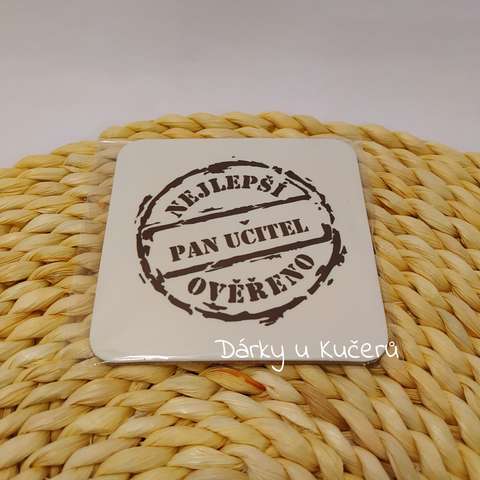 NEJLEPŠÍ
PAN UČITEL
OVĚŘENO
Dárky u Kučerů